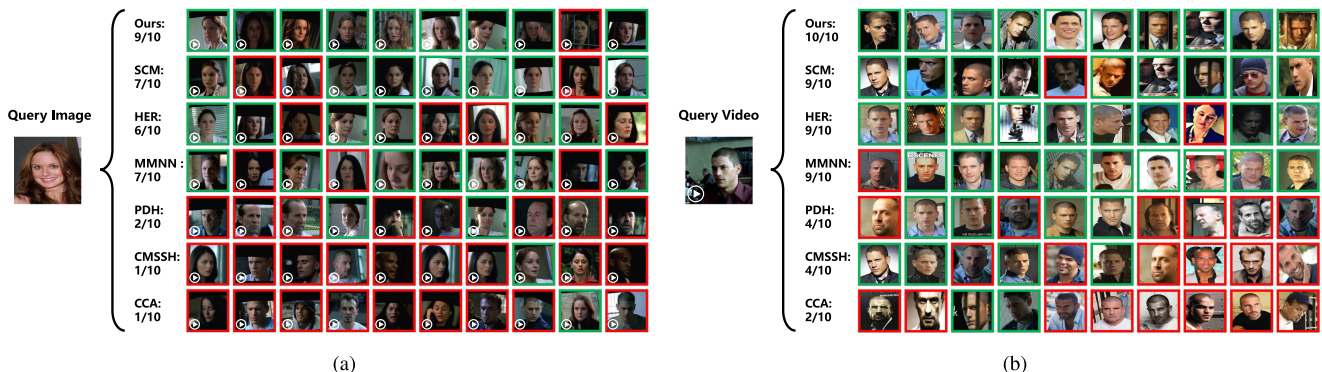 Query Image
Ours:
9/10
SCM:
7/10
HER:
6/10
MMNN :
7/10
PDH:
2/10
CMSSH:
1/10
CCA:
1/10
(a)
Query Video
Ours:
10/10
SCM:
9/10
HER:
9/10
MMNN:
9/10
SCENES
PDH:
4/10
CMSSH:
4/10
CCA:
2/10
(b)